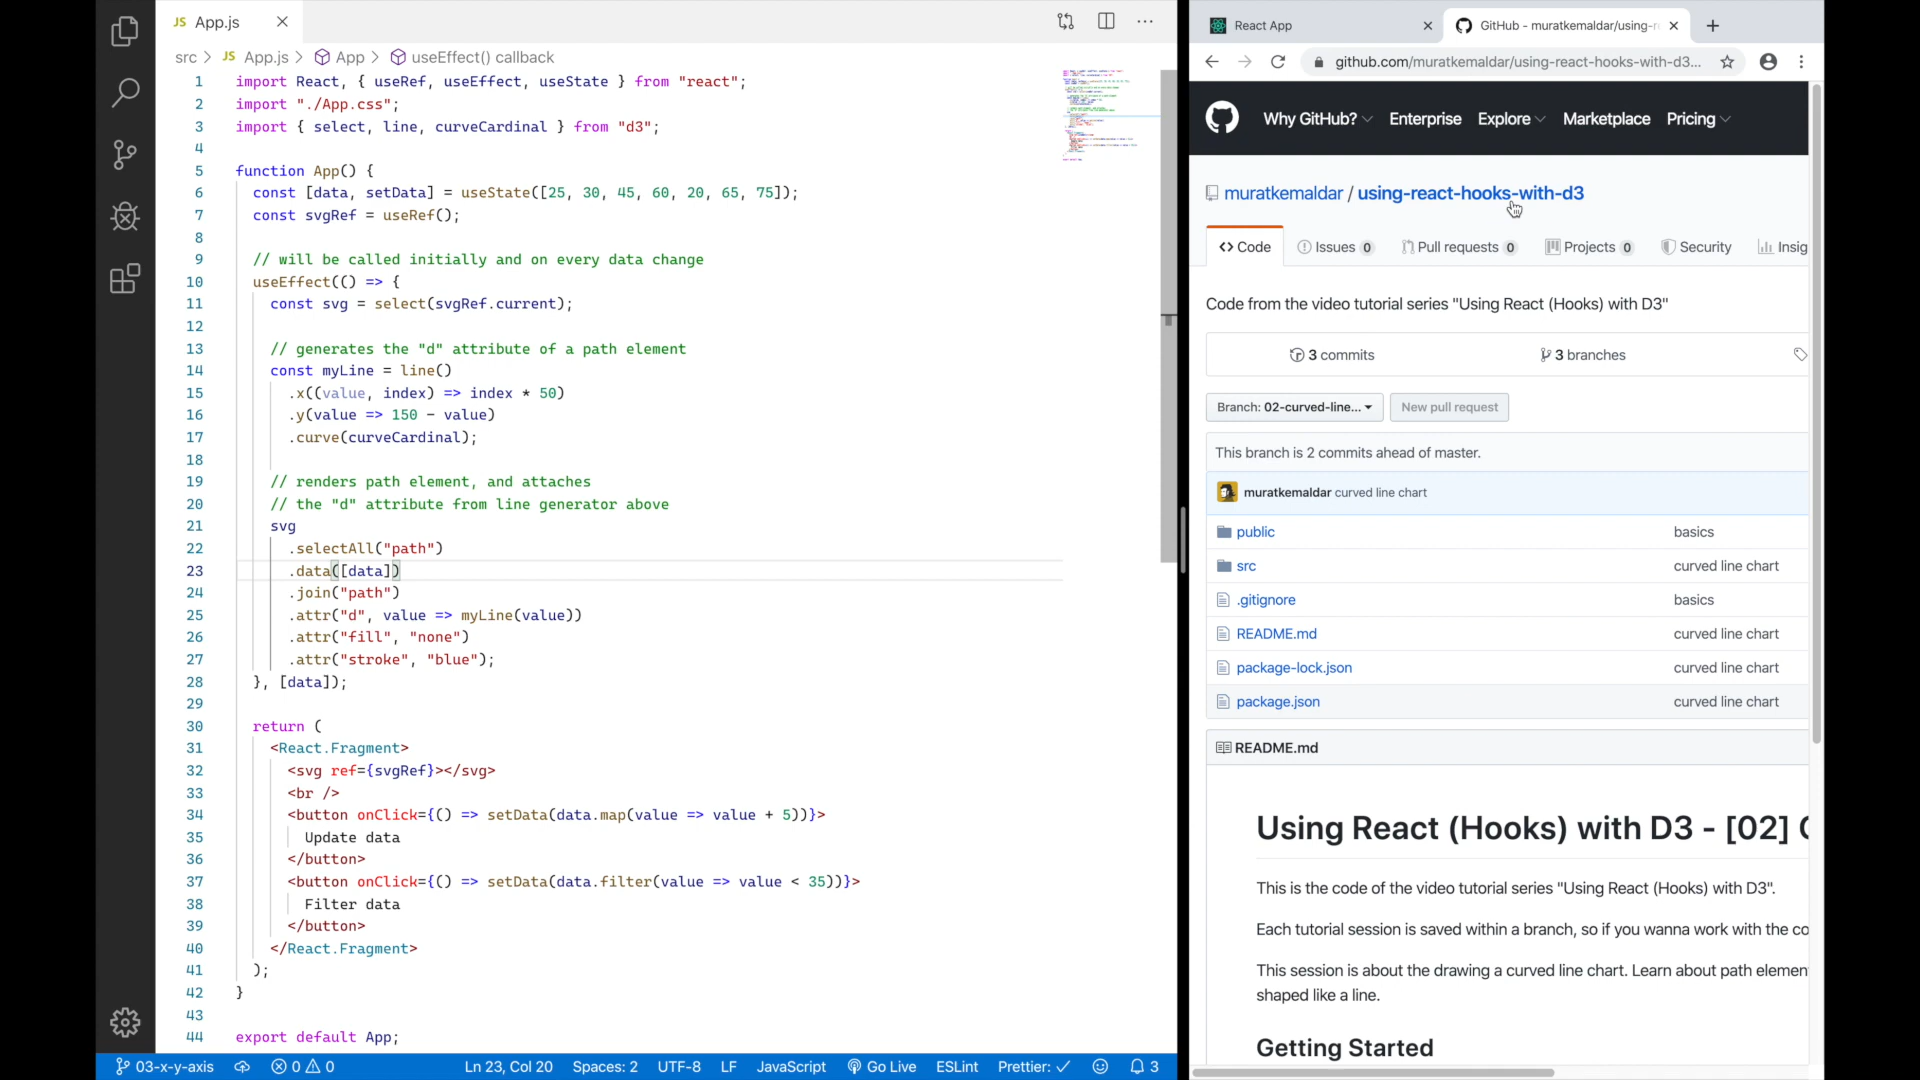 JS App.js
src > JS App.js > App > useEffect() callback
1 import React, { useRef, useEffect, useState } from "react";
2 import "./App.css";
3 import { select, line, curveCardinal } from "d3";
4
5 function App() {
6 const [data, setData] = useState([25, 30, 45, 60, 20, 65, 75]);
7 const svgRef = useRef();
8
9 // will be called initially and on every data change
10 useEffect(() => {
11 const svg = select(svgRef.current);
12
13 // generates the "d" attribute of a path element
14 const myLine = line()
15 .x((value, index) => index * 50)
16 .y(value => 150 - value)
17 .curve(curveCardinal);
18
19 // renders path element, and attaches
20 // the "d" attribute from line generator above
21 svg
22 .selectAll("path")
23 .data([data])
24 .join("path")
25 .attr("d", value => myLine(value))
26 .attr("fill", "none")
27 .attr("stroke", "blue");
28 }, [data]);
29
30 return (
31 <React.Fragment>
32 <svg ref={svgRef}></svg>
33 <br />
34 <button onClick={() => setData(data.map(value => value + 5))}>
35 Update data
36 </button>
37 <button onClick={() => setData(data.filter(value => value < 35))}>
38 Filter data
39 </button>
40 </React.Fragment>
41 );
42 }
43
44 export default App;
03-x-y-axis 0 0 Ln 23, Col 20 Spaces: 2 UTF-8 LF JavaScript Go Live ESLint Prettier: ✓ 3
React App
GitHub - muratkemaldar/using-r
github.com/muratkemaldar/using-react-hooks-with-d3...
Why GitHub? Enterprise Explore Marketplace Pricing
muratkemaldar / using-react-hooks-with-d3
<> Code Issues 0 Pull requests 0 Projects 0 Security Insig
Code from the video tutorial series "Using React (Hooks) with D3"
3 commits 3 branches
Branch: 02-curved-line... New pull request
This branch is 2 commits ahead of master.
muratkemaldar curved line chart
public basics
src curved line chart
.gitignore basics
README.md curved line chart
package-lock.json curved line chart
package.json curved line chart
README.md
Using React (Hooks) with D3 - [02] C
This is the code of the video tutorial series "Using React (Hooks) with D3".
Each tutorial session is saved within a branch, so if you wanna work with the co
This session is about the drawing a curved line chart. Learn about path elemen
shaped like a line.
Getting Started